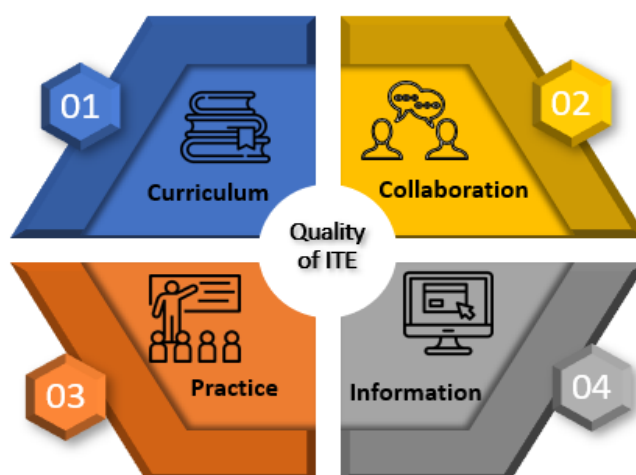 01
Curriculum
02
Collaboration
Quality
of ITE
03
Practice
04
Information